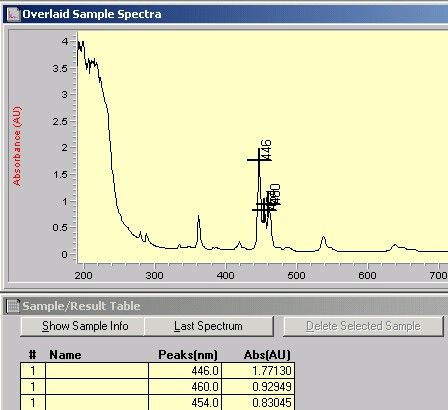 Overlaid Sample Spectra
Absorbance (AU)
4
3.5
3
2.5
2
1.5
1
0.5
0
446
200 300 400 500 600 700
Sample/Result Table
Show Sample Info Last Spectrum Delete Selected Sample
# Name Peaks(nm) Abs(AU)
1 446.0 1.77130
1 460.0 0.92949
1 454.0 0.83045